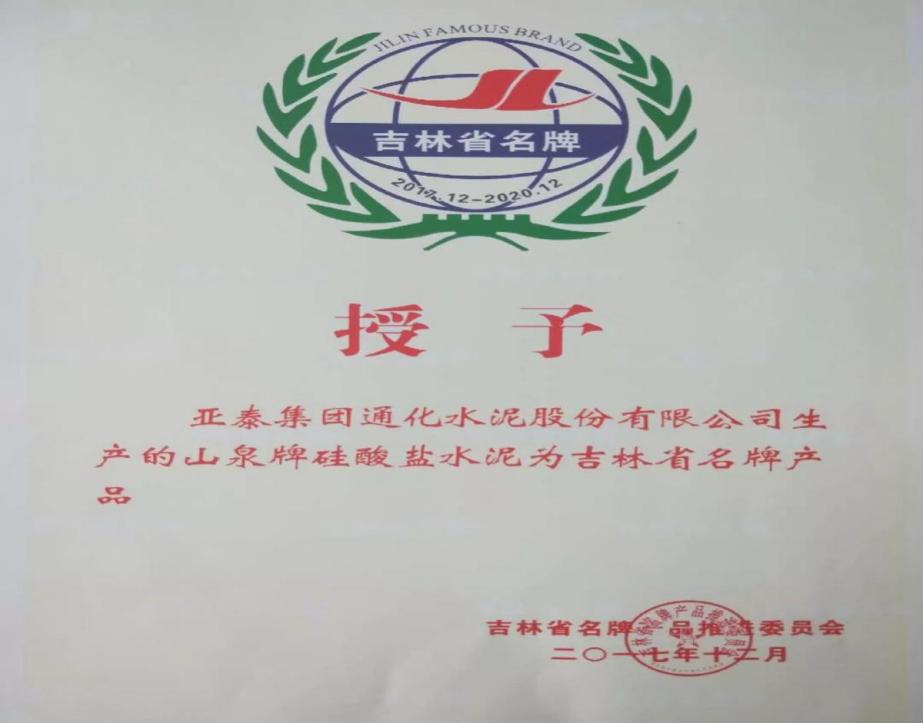 JILIN FAMOUS BRAND
吉林省名牌
2017.12-2020.12
授予
亚泰集团通化水泥股份有限公司生
产的山泉牌硅酸盐水泥为吉林省名牌产
品
吉林省名牌产品推进委员会
二〇一七年十二月